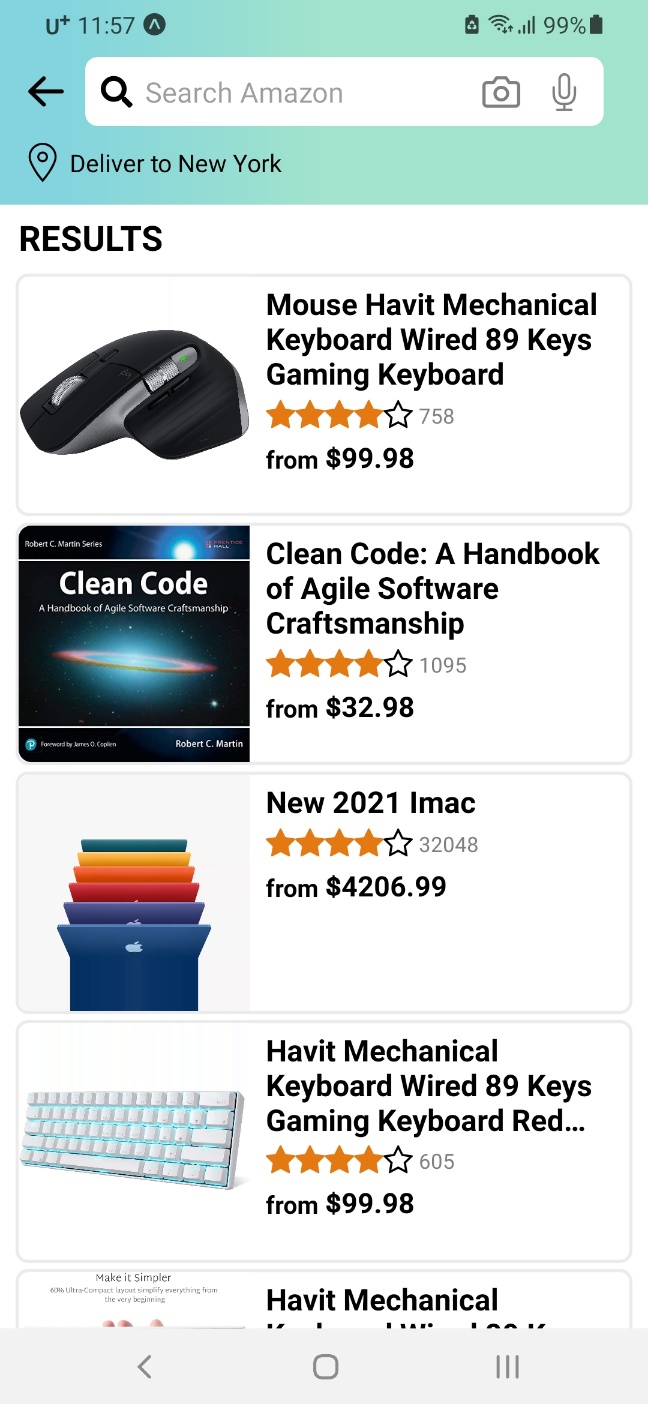 U+ 11:57 99%
Search Amazon
Deliver to New York
RESULTS
Mouse Havit Mechanical
Keyboard Wired 89 Keys
Gaming Keyboard
758
from $99.98
Robert C. Martin Series
PRENTICE
HALL
Clean Code
A Handbook of Agile Software Craftsmanship
Foreword by James O. Coplien
Robert C. Martin
Clean Code: A Handbook
of Agile Software
Craftsmanship
1095
from $32.98
New 2021 Imac
32048
from $4206.99
Havit Mechanical
Keyboard Wired 89 Keys
Gaming Keyboard Red...
605
from $99.98
Make it Simpler
60% Ultra-Compact layout simplify everything from
the very beginning
Havit Mechanical